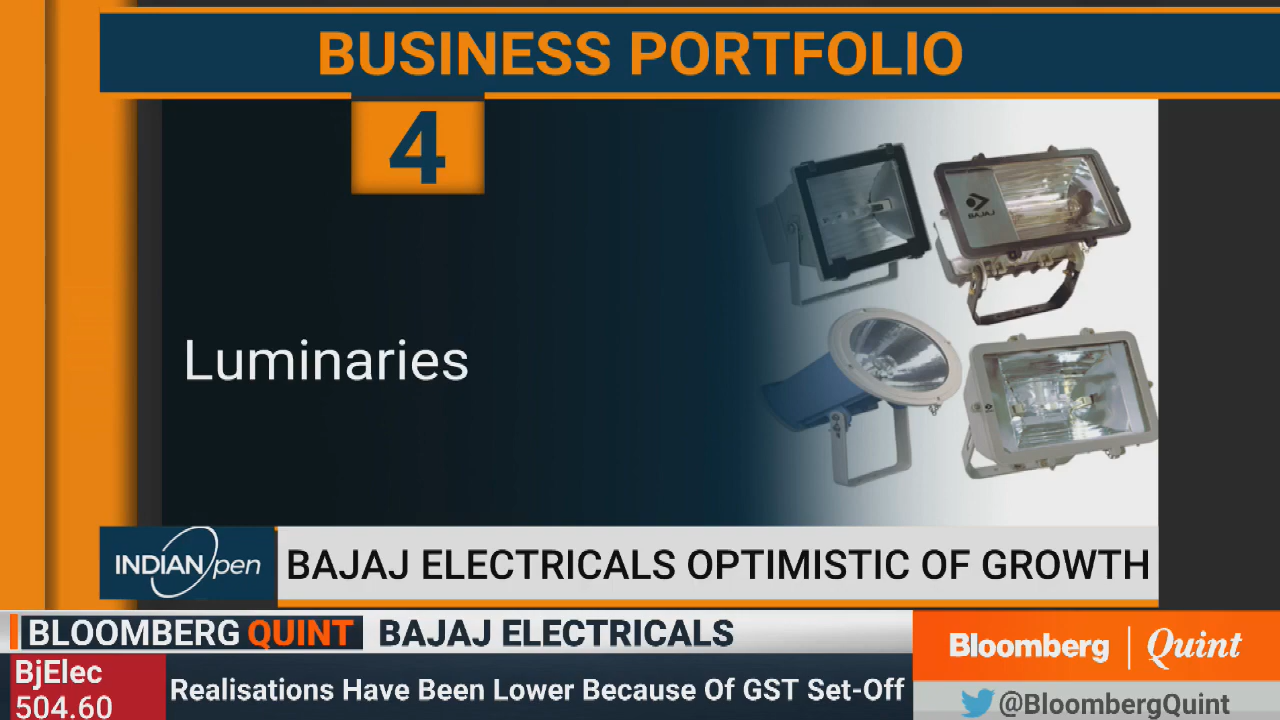 BUSINESS PORTFOLIO
4
BAJAJ
Luminaries
INDIAN Open
BAJAJ ELECTRICALS OPTIMISTIC OF GROWTH
BLOOMBERG QUINT BAJAJ ELECTRICALS
Bloomberg | Quint
BjElec
504.60
Realisations Have Been Lower Because Of GST Set-Off
@BloombergQuint